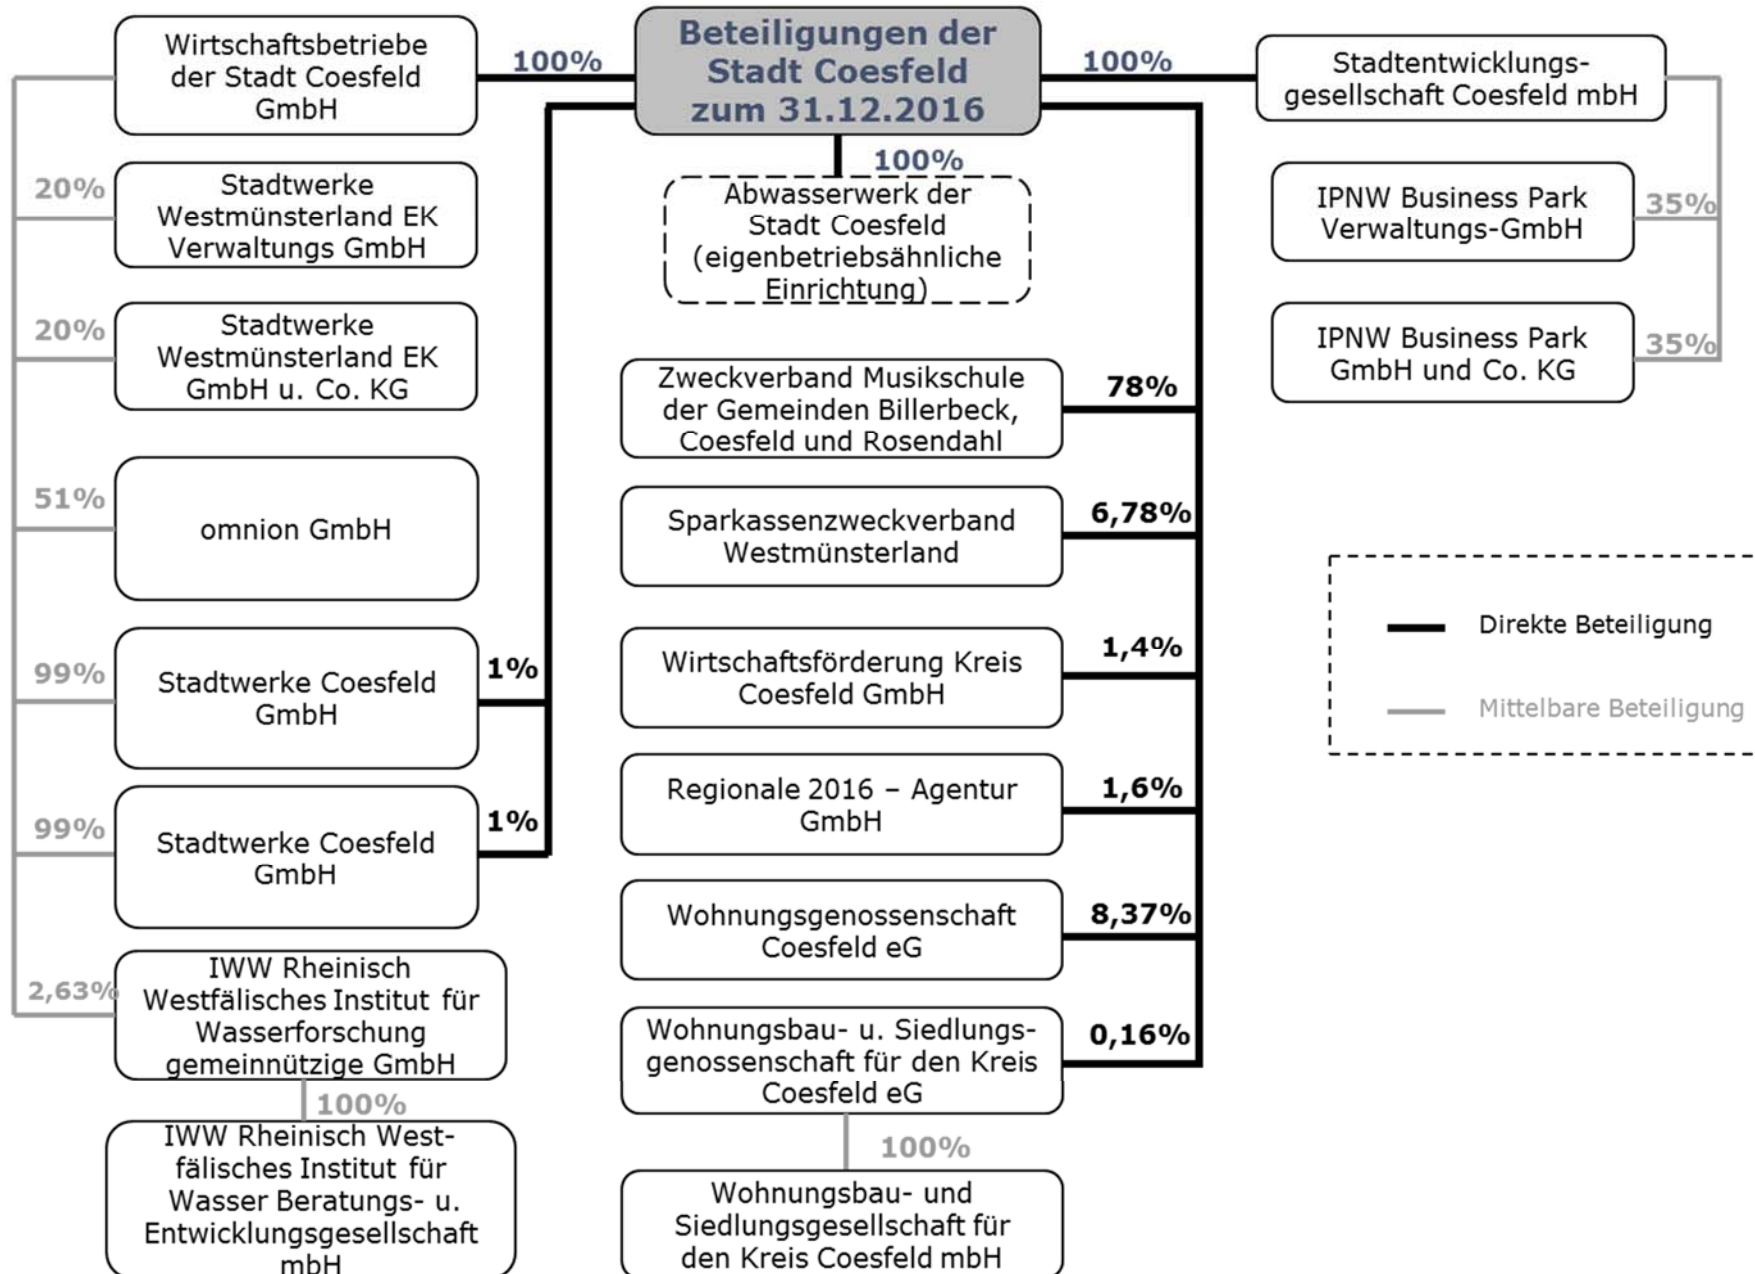 Beteiligungen der
Stadt Coesfeld
zum 31.12.2016
100%
Wirtschaftsbetriebe
der Stadt Coesfeld
GmbH
20%
Stadtwerke
Westmünsterland EK
Verwaltungs GmbH
20%
Stadtwerke
Westmünsterland EK
GmbH u. Co. KG
51%
omnion GmbH
99%
Stadtwerke Coesfeld
GmbH
1%
99%
Stadtwerke Coesfeld
GmbH
1%
2,63%
IWW Rheinisch
Westfälisches Institut für
Wasserforschung
gemeinnützige GmbH
100%
IWW Rheinisch West-
fälisches Institut für
Wasser Beratungs- u.
Entwicklungsgesellschaft
mbH
100%
Abwasserwerk der
Stadt Coesfeld
(eigenbetriebsähnliche
Einrichtung)
Zweckverband Musikschule
der Gemeinden Billerbeck,
Coesfeld und Rosendahl
78%
Sparkassenzweckverband
Westmünsterland
6,78%
Wirtschaftsförderung Kreis
Coesfeld GmbH
1,4%
Regionale 2016 – Agentur
GmbH
1,6%
Wohnungsgenossenschaft
Coesfeld eG
8,37%
Wohnungsbau- u. Siedlungs-
genossenschaft für den Kreis
Coesfeld eG
0,16%
100%
Wohnungsbau- und
Siedlungsgesellschaft für
den Kreis Coesfeld mbH
100%
Stadtentwicklungs-
gesellschaft Coesfeld mbH
IPNW Business Park
Verwaltungs-GmbH
35%
IPNW Business Park
GmbH und Co. KG
35%
Direkte Beteiligung
Mittelbare Beteiligung